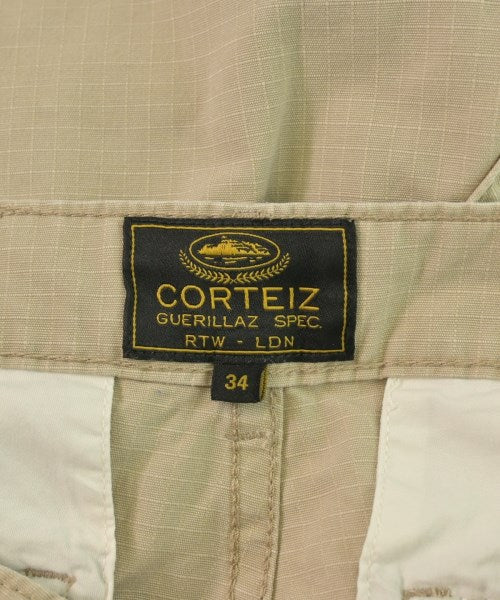 CORTEIZ
GUERILLAZ SPEC.
RTW - LDN
34